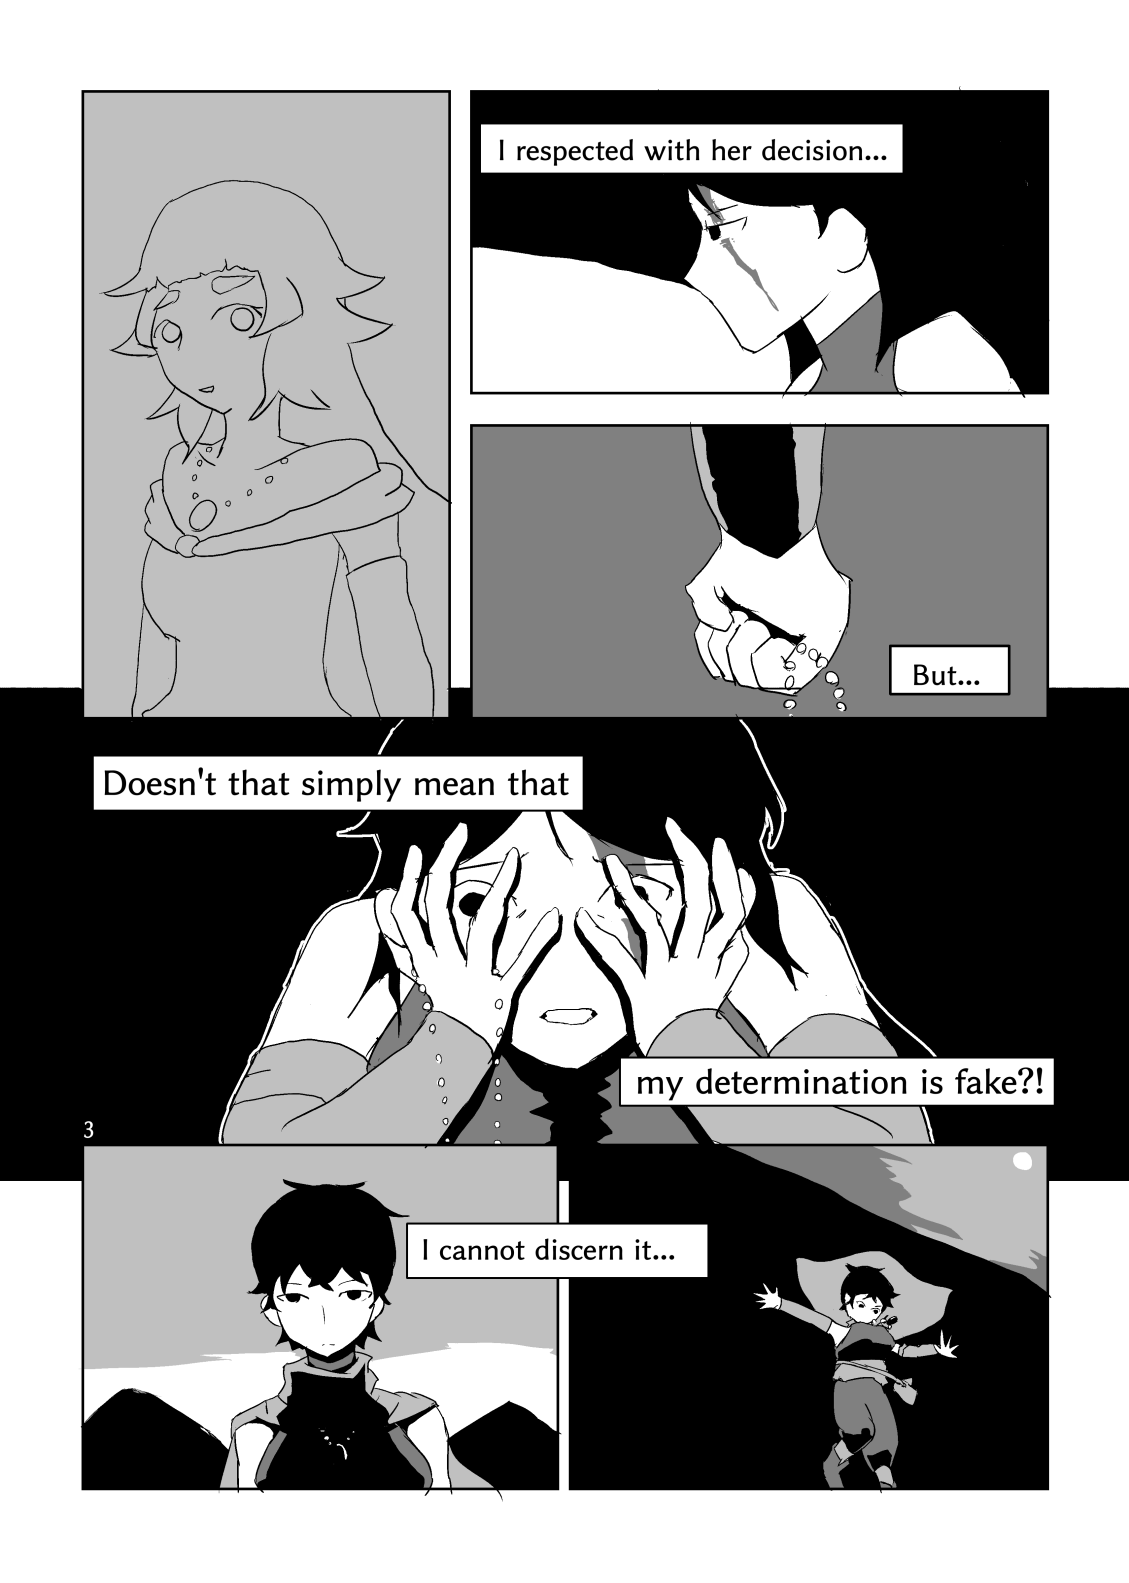 I respected with her decision...
But...
Doesn't that simply mean that
my determination is fake?!
3
I cannot discern it...